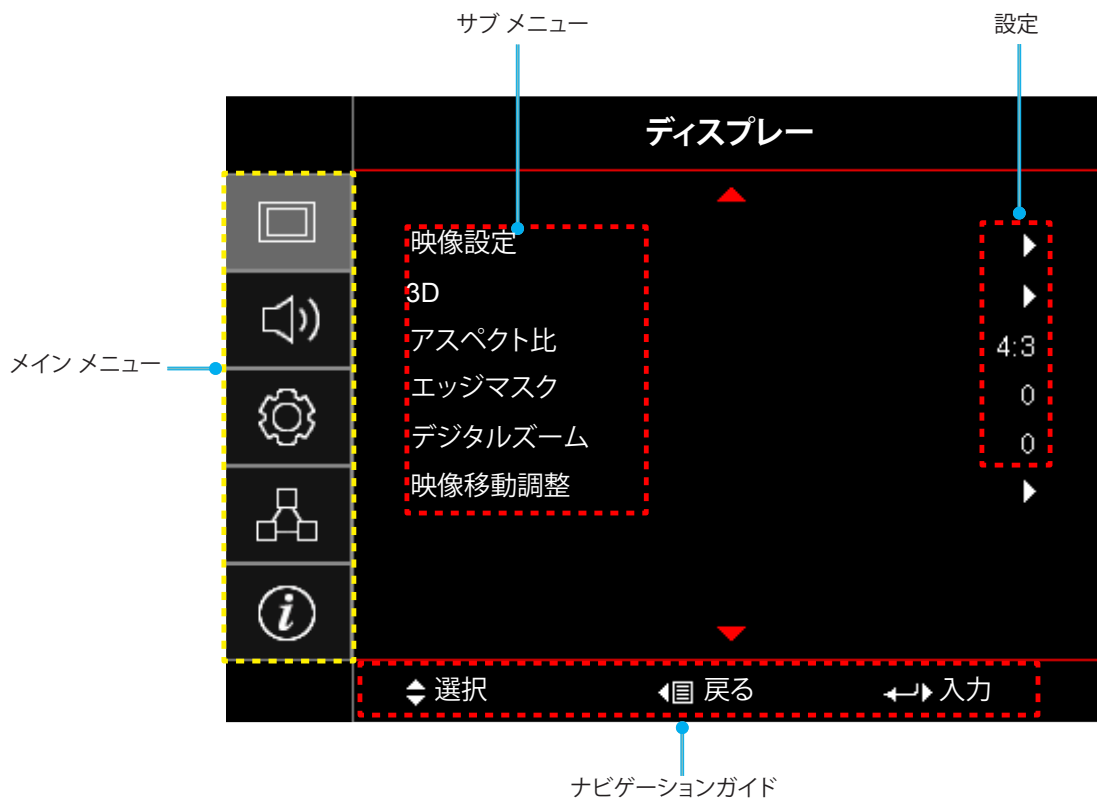 サブ メニュー
設定
ディスプレー
映像設定
3D
アスペクト比 4:3
エッジマスク 0
デジタルズーム 0
映像移動調整
メイン メニュー
i
選択 戻る 入力
ナビゲーションガイド